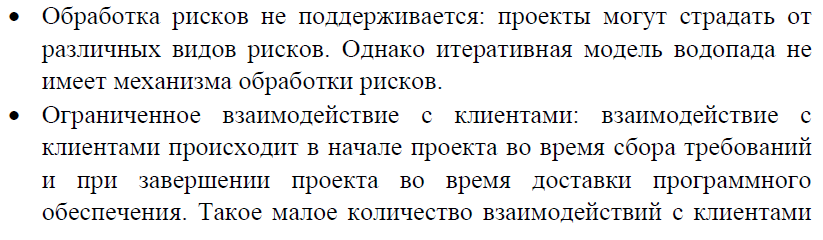 • Обработка рисков не поддерживается: проекты могут страдать от
различных видов рисков. Однако итеративная модель водопада не
имеет механизма обработки рисков.
• Ограниченное взаимодействие с клиентами: взаимодействие с
клиентами происходит в начале проекта во время сбора требований
и при завершении проекта во время доставки программного
обеспечения. Такое малое количество взаимодействий с клиентами